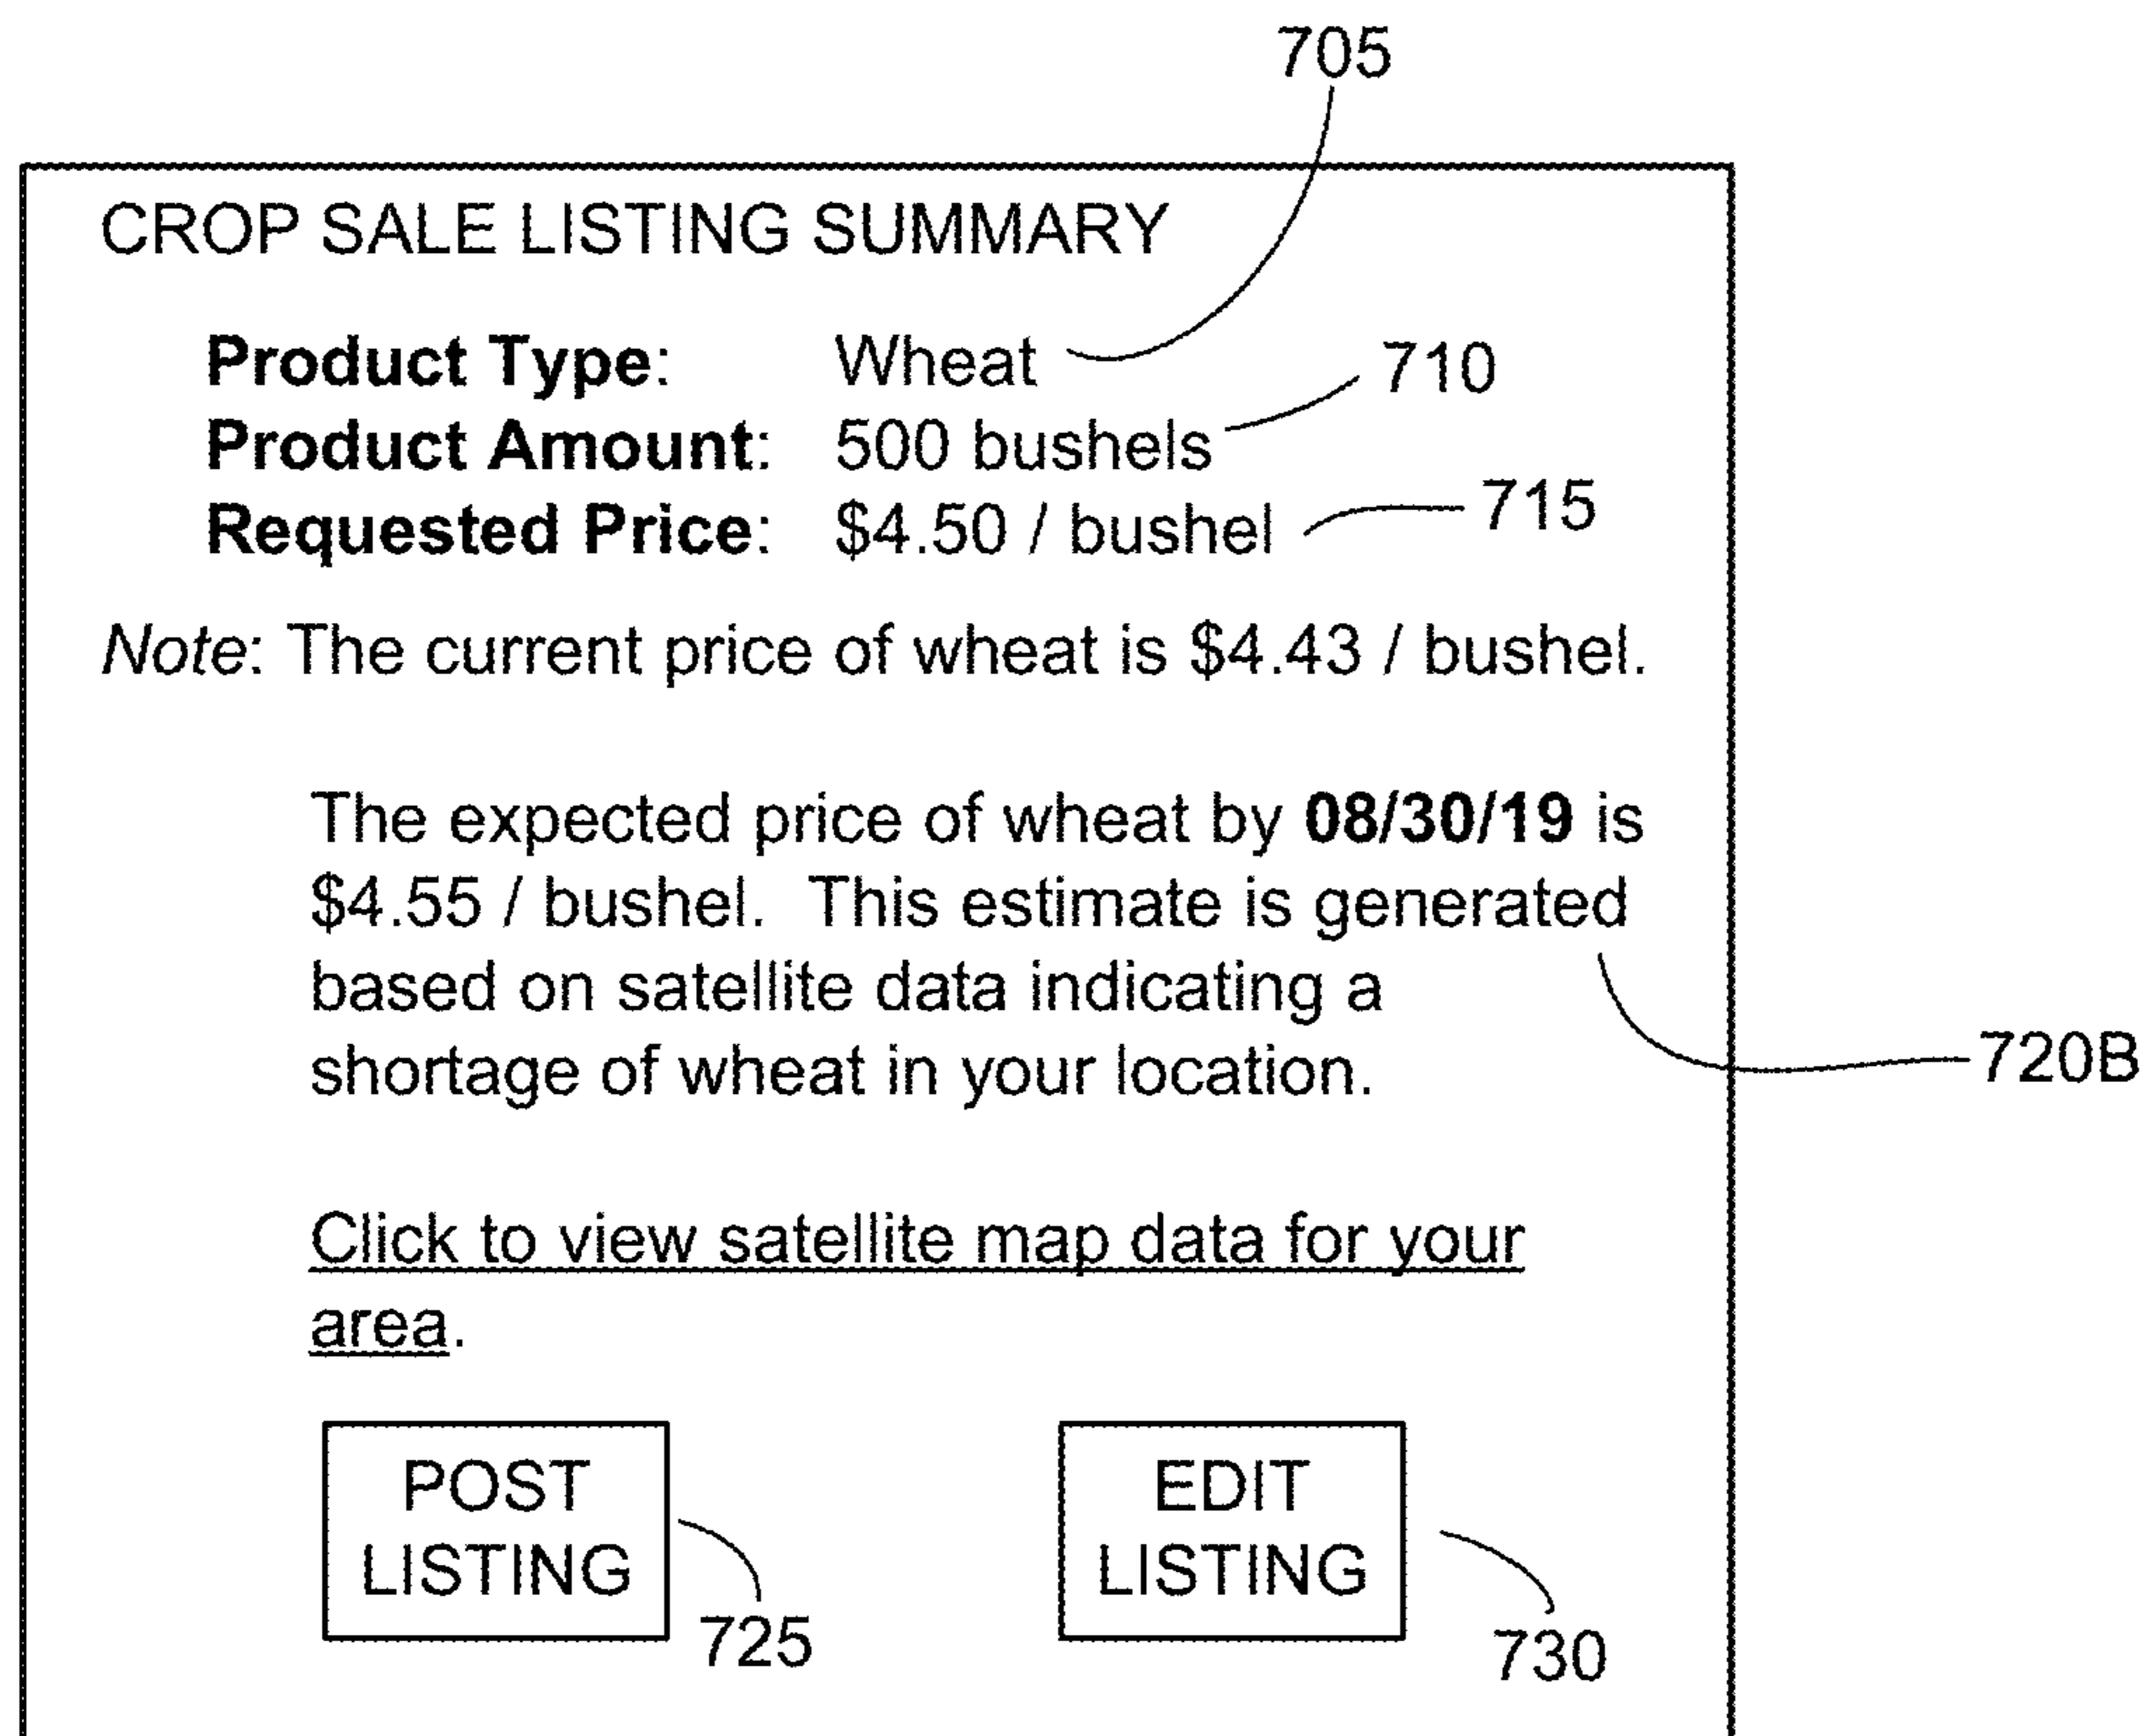 705
CROP SALE LISTING SUMMARY
Product Type: Wheat
710
Product Amount: 500 bushels
Requested Price: $4.50 / bushel
715
Note: The current price of wheat is $4.43 / bushel.
The expected price of wheat by 08/30/19 is
$4.55 / bushel. This estimate is generated
based on satellite data indicating a
shortage of wheat in your location.
720B
Click to view satellite map data for your
area.
POST
LISTING
725
EDIT
LISTING
730